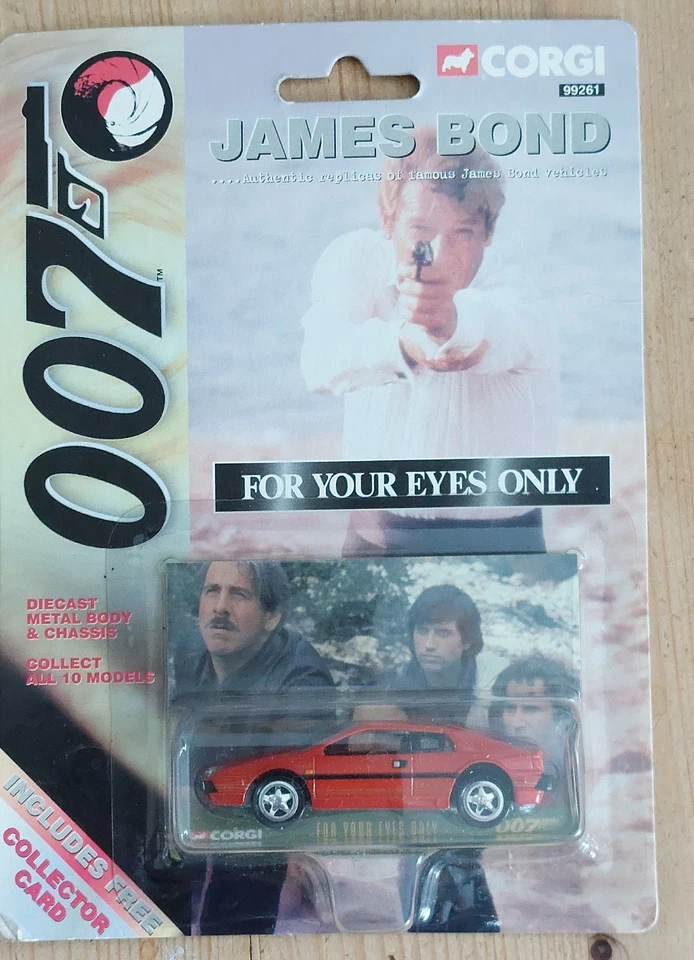 CORGI
99261
JAMES BOND
....Authentic replicas of famous James Bond vehicles
007
TM
FOR YOUR EYES ONLY
DIECAST
METAL BODY
& CHASSIS
COLLECT
ALL 10 MODELS
INCLUDES FREE
COLLECTOR
CARD
CORGI
FOR YOUR EYES ONLY
007